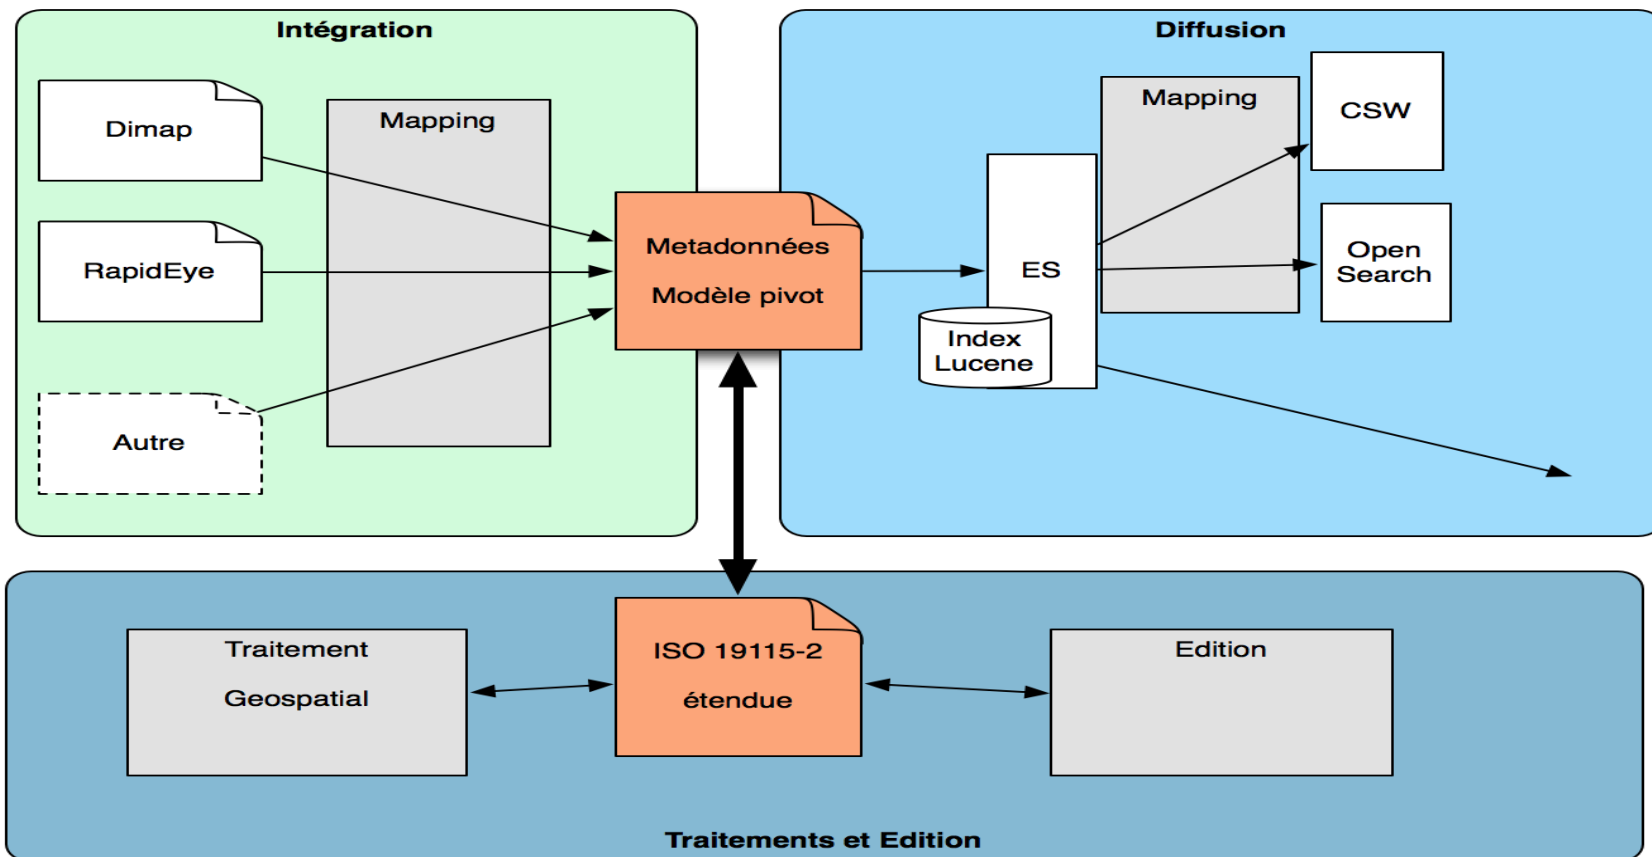 Intégration
Dimap
Mapping
RapidEye
Autre
Metadonnées
Modèle pivot
Diffusion
Mapping
CSW
ES
Open
Search
Index
Lucene
Traitement
Geospatial
ISO 19115-2
étendue
Edition
Traitements et Edition